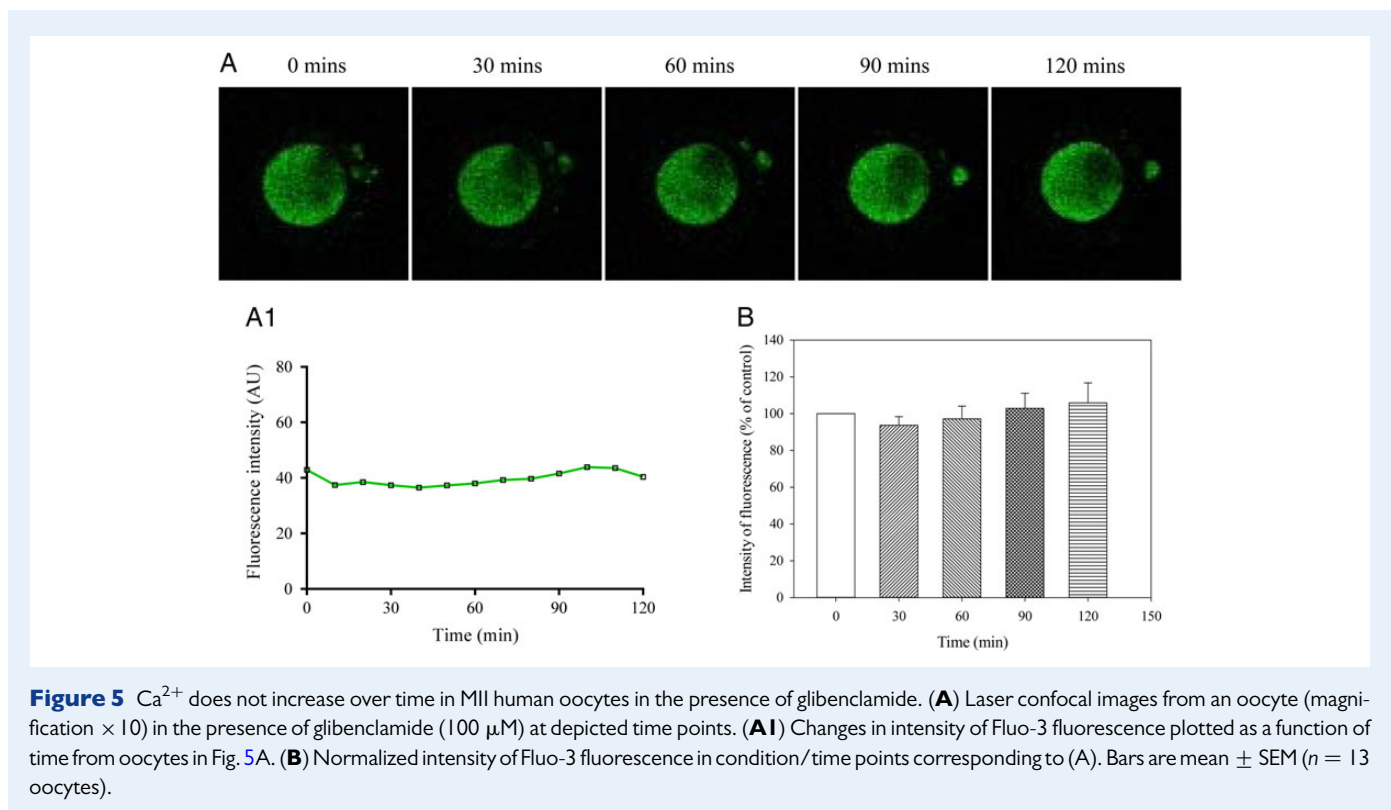 A
0 mins 30 mins 60 mins 90 mins 120 mins
A1
Fluorescence intensity (AU)
80
60
40
20
0
0 30 60 90 120
Time (min)
B
Intensity of fluorescence (% of control)
140
120
100
80
60
40
20
0
0 30 60 90 120 150
Time (min)
Figure 5 Ca²⁺ does not increase over time in MII human oocytes in the presence of glibenclamide. (A) Laser confocal images from an oocyte (magni-
fication ×10) in the presence of glibenclamide (100 μM) at depicted time points. (A1) Changes in intensity of Fluo-3 fluorescence plotted as a function of
time from oocytes in Fig. 5A. (B) Normalized intensity of Fluo-3 fluorescence in condition/time points corresponding to (A). Bars are mean ± SEM (n = 13
oocytes).